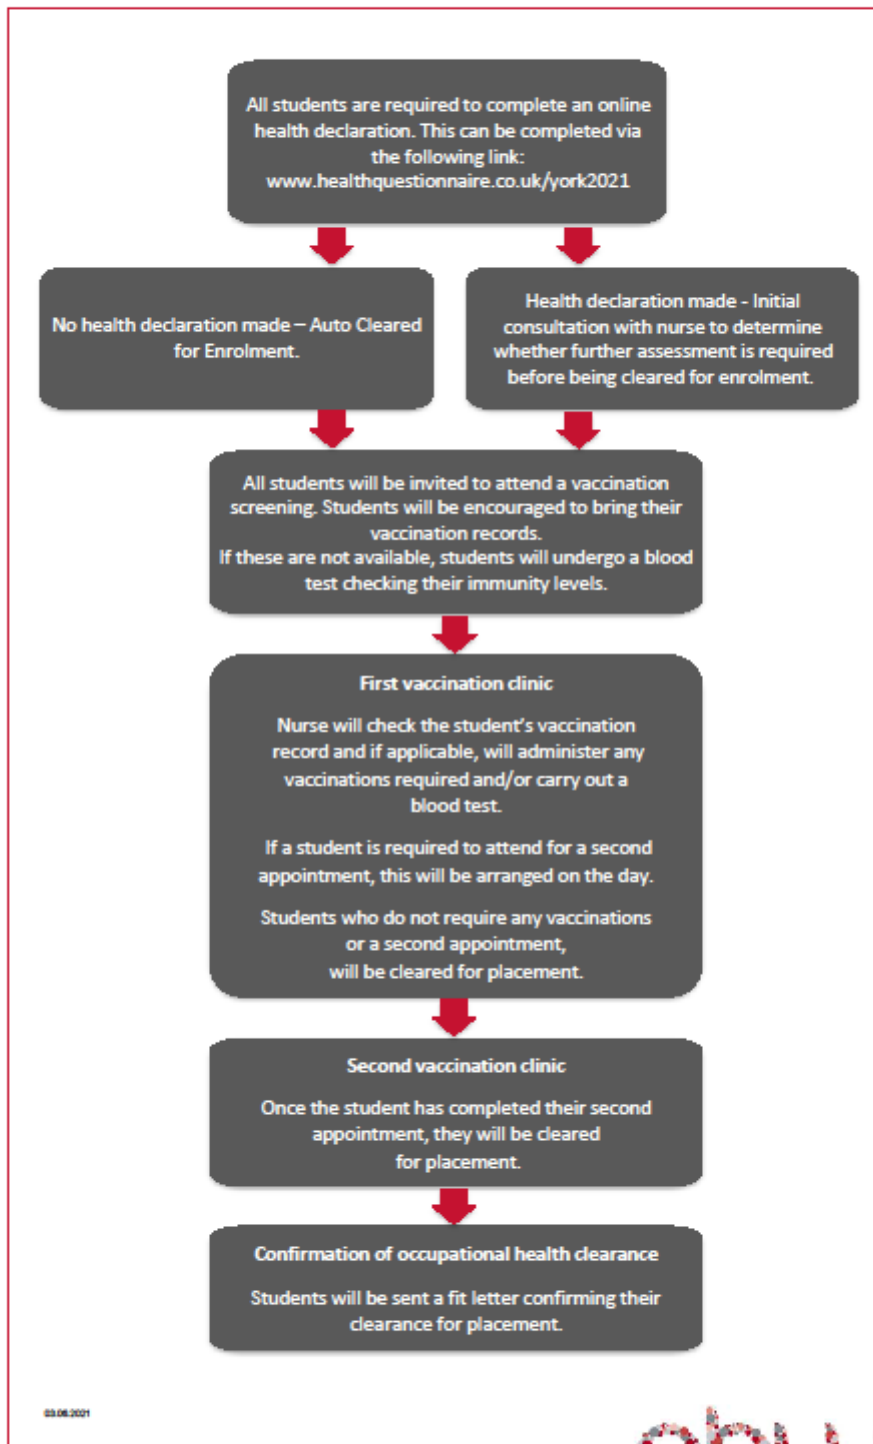 All students are required to complete an online
health declaration. This can be completed via
the following link:
www.healthquestionnaire.co.uk/york2021
No health declaration made – Auto Cleared
for Enrolment.
Health declaration made - Initial
consultation with nurse to determine
whether further assessment is required
before being cleared for enrolment.
All students will be invited to attend a vaccination
screening. Students will be encouraged to bring their
vaccination records.
If these are not available, students will undergo a blood
test checking their immunity levels.
First vaccination clinic
Nurse will check the student's vaccination
record and if applicable, will administer any
vaccinations required and/or carry out a
blood test.
If a student is required to attend for a second
appointment, this will be arranged on the day.
Students who do not require any vaccinations
or a second appointment,
will be cleared for placement.
Second vaccination clinic
Once the student has completed their second
appointment, they will be cleared
for placement.
Confirmation of occupational health clearance
Students will be sent a fit letter confirming their
clearance for placement.
03.06.2021